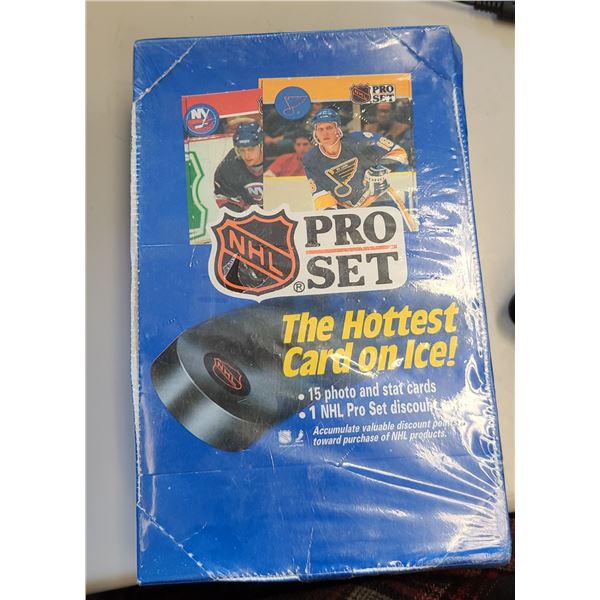 NY
NHL PRO SET
NHL
PRO
SET
®
The Hottest
Card on Ice!
NHL
• 15 photo and stat cards
• 1 NHL Pro Set discount
Accumulate valuable discount points
toward purchase of NHL products.